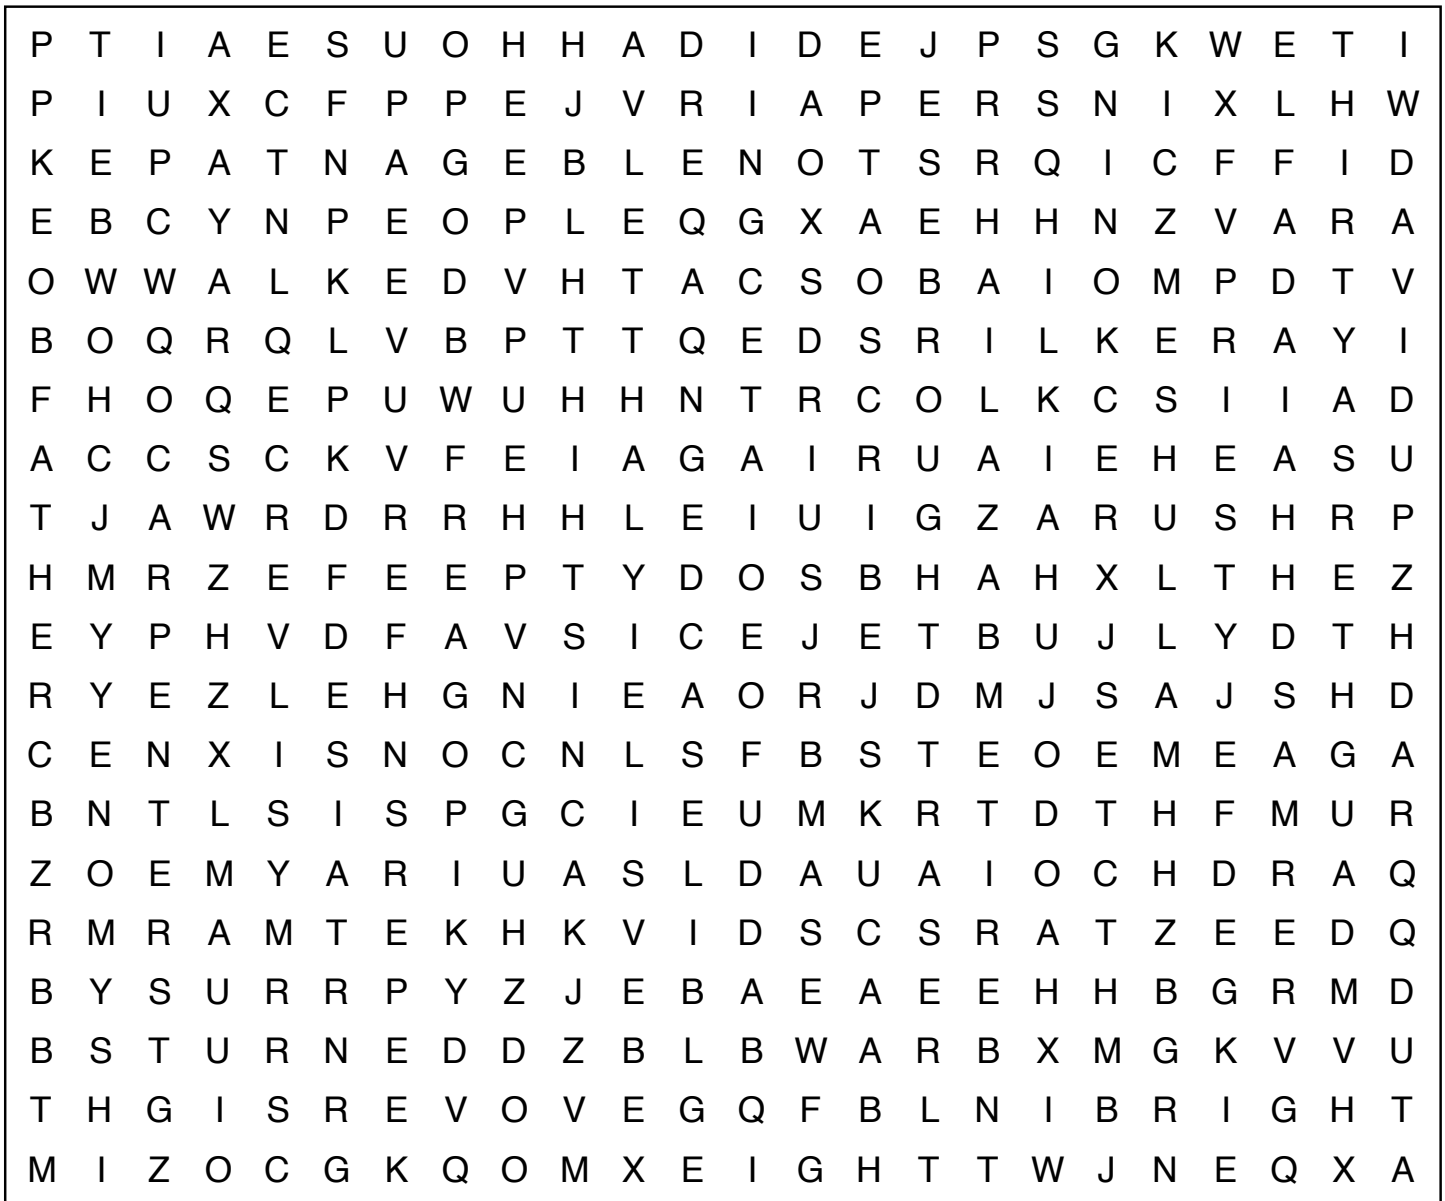 P T I A E S U O H H A D I D E J P S G K W E T I
P I U X C F P P E J V R I A P E R S N I X L H W
K E P A T N A G E B L E N O T S R Q I C F F I D
E B C Y N P E O P L E Q G X A E H H N Z V A R A
O W W A L K E D V H T A C S O B A I O M P D T V
B O Q R Q L V B P T T Q E D S R I L K E R A Y I
F H O Q E P U W U H H N T R C O L K C S I I A D
A C C S C K V F E I A G A I R U A I E H E A S U
T J A W R D R R H H L E I U I G Z A R U S H R P
H M R Z E F E E P T Y D O S B H A H X L T H E Z
E Y P H V D F A V S I C E J E T B U J L Y D T H
R Y E Z L E H G N I E A O R J D M J S A J S H D
C E N X I S N O C N L S F B S T E O E M E A G A
B N T L S I S P G C I E U M K R T D T H F M U R
Z O E M Y A R I U A S L D A U A I O C H D R A Q
R M R A M T E K H K V I D S C S R A T Z E E D Q
B Y S U R R P Y Z J E B A E A E E H H B G R M D
B S T U R N E D D Z B L B W A R B X M G K V V U
T H G I S R E V O V E G Q F B L N I B R I G H T
M I Z O C G K Q O M X E I G H T T W J N E Q X A